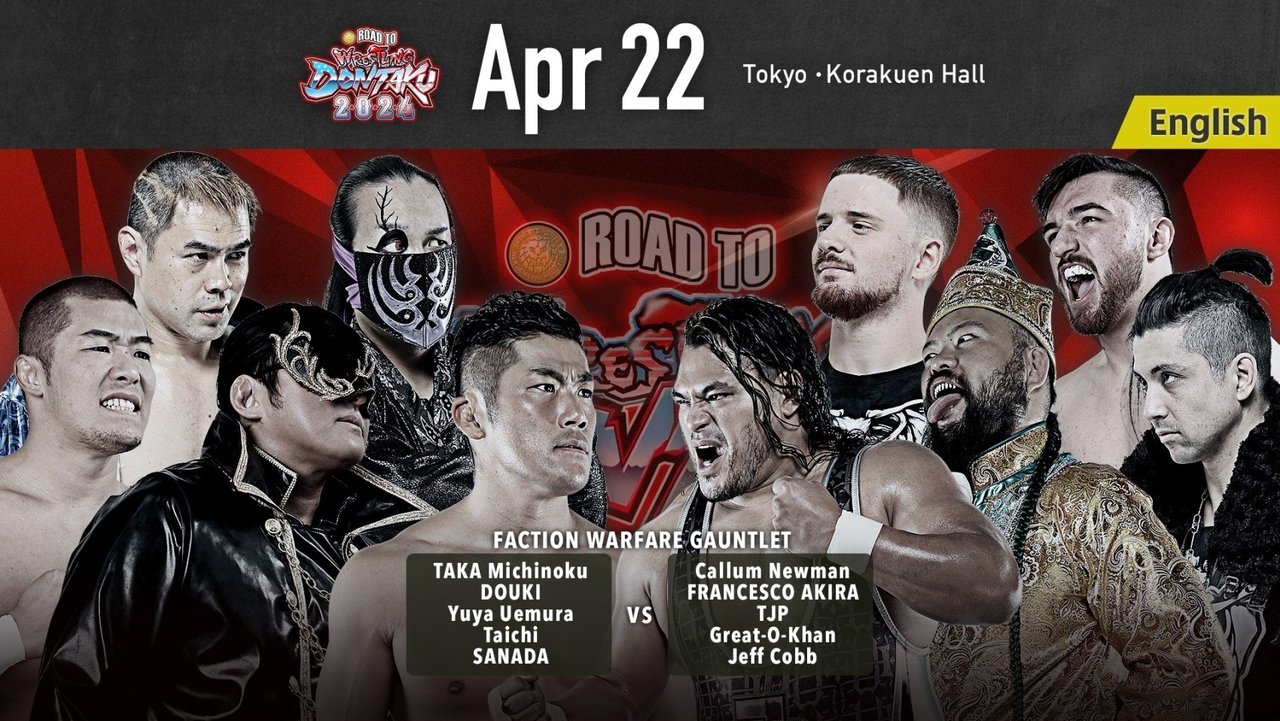 ROAD TO
WRESTLING
DONTAKU
2024
Apr 22
Tokyo・Korakuen Hall
English
ROAD TO
FACTION WARFARE GAUNTLET
TAKA Michinoku
DOUKI
Yuya Uemura
Taichi
SANADA
VS
Callum Newman
FRANCESCO AKIRA
TJP
Great-O-Khan
Jeff Cobb